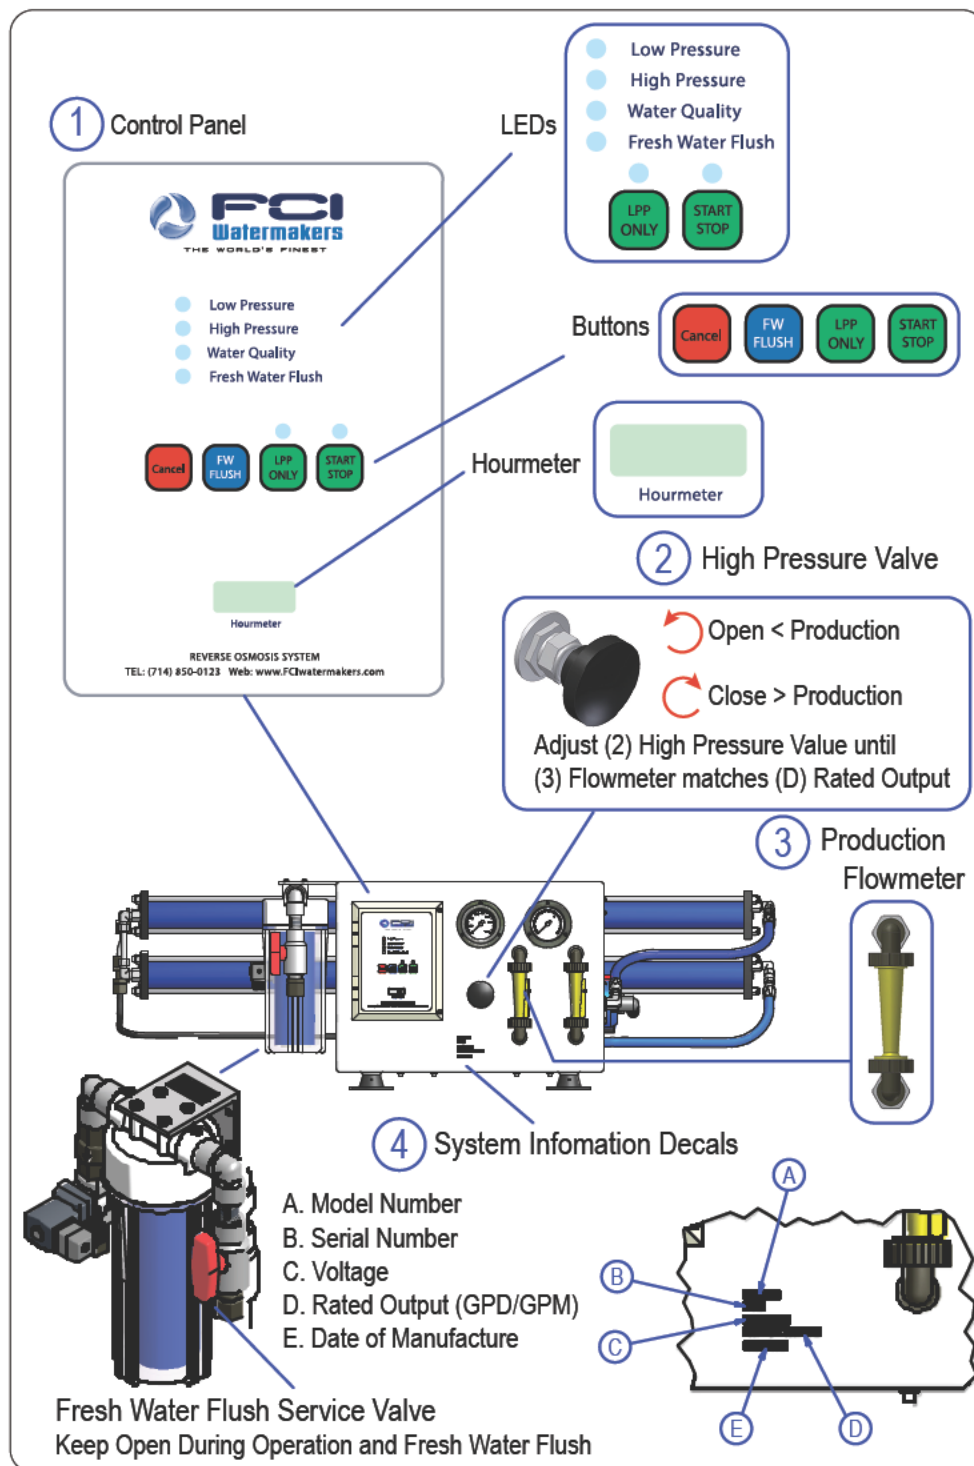 1 Control Panel
LEDs
Low Pressure
High Pressure
Water Quality
Fresh Water Flush
LPP ONLY
START STOP
FCI
Watermakers
THE WORLD'S FINEST
Low Pressure
High Pressure
Water Quality
Fresh Water Flush
Cancel
FW FLUSH
LPP ONLY
START STOP
Hourmeter
REVERSE OSMOSIS SYSTEM
TEL: (714) 850-0123 Web: www.FCIwatermakers.com
Buttons
Cancel
FW FLUSH
LPP ONLY
START STOP
Hourmeter
Hourmeter
2 High Pressure Valve
Open < Production
Close > Production
Adjust (2) High Pressure Value until
(3) Flowmeter matches (D) Rated Output
3 Production
Flowmeter
4 System Infomation Decals
A. Model Number
B. Serial Number
C. Voltage
D. Rated Output (GPD/GPM)
E. Date of Manufacture
A
B
C
E
D
Fresh Water Flush Service Valve
Keep Open During Operation and Fresh Water Flush